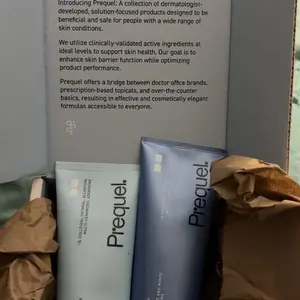 Introducing Prequel: A collection of dermatologist-
developed, solution-focused products designed to be
beneficial and safe for people with a wide range of
skin conditions.
We utilize clinically-validated active ingredients at
ideal levels to support skin health. Our goal is to
enhance skin barrier function while optimizing
product performance.
Prequel offers a bridge between doctor office brands,
prescription-based topicals, and over-the-counter
basics, resulting in effective and cosmetically elegant
formulas accessible to everyone.
Prequel.
Prequel.